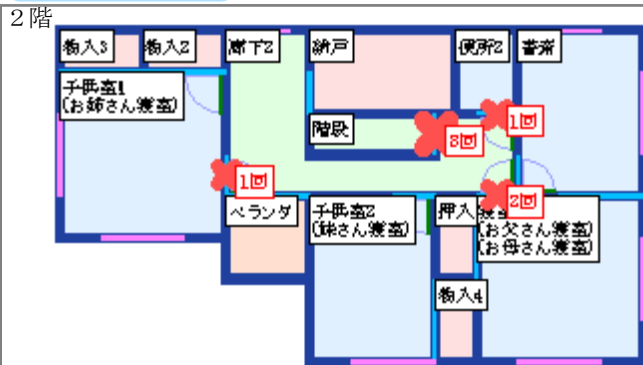 2階
物入3
物入2
廊下2
納戸
便所2
書斎
子供室1
(お姉さん寝室)
階段
1回
3回
1回
2回
ベランダ
子供室2
(妹さん寝室)
押入
寝室
(お父さん寝室)
(お母さん寝室)
物入4